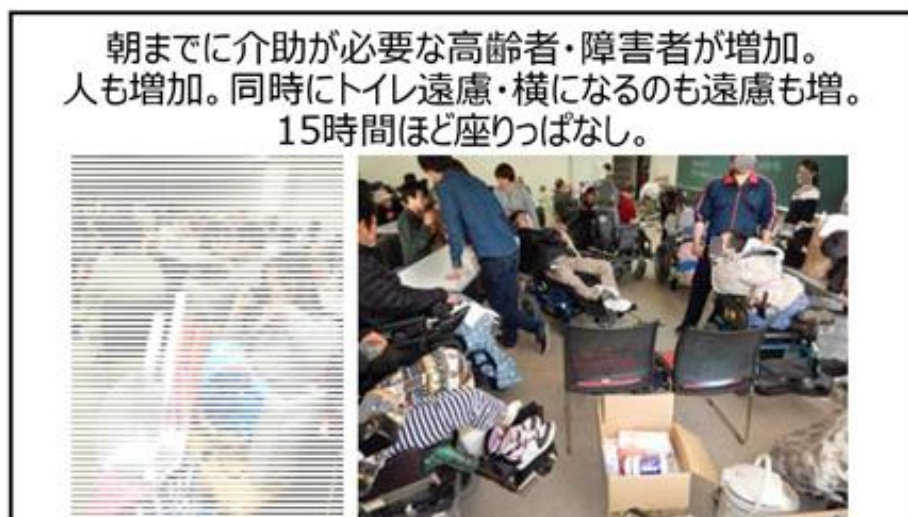 朝までに介助が必要な高齢者・障害者が増加。
人も増加。同時にトイレ遠慮・横になるのも遠慮も増。
15時間ほど座りっぱなし。